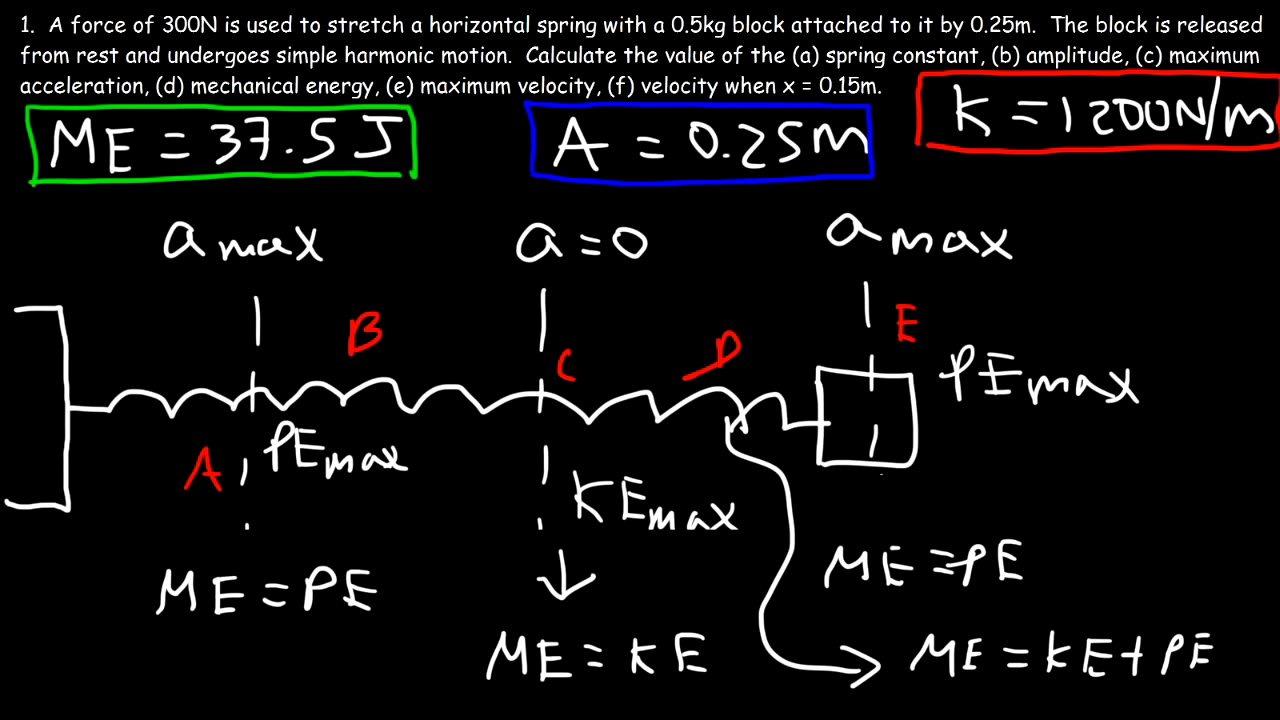 1. A force of 300N is used to stretch a horizontal spring with a 0.5kg block attached to it by 0.25m. The block is released
from rest and undergoes simple harmonic motion. Calculate the value of the (a) spring constant, (b) amplitude, (c) maximum
acceleration, (d) mechanical energy, (e) maximum velocity, (f) velocity when x = 0.15m.
ME = 37.5 J
A = 0.25m
K = 1200N/m
a max
a = 0
a max
B
C
D
E
PEmax
A
PEmax
KEmax
ME = PE
ME = PE
ME = KE
ME = KE + PE